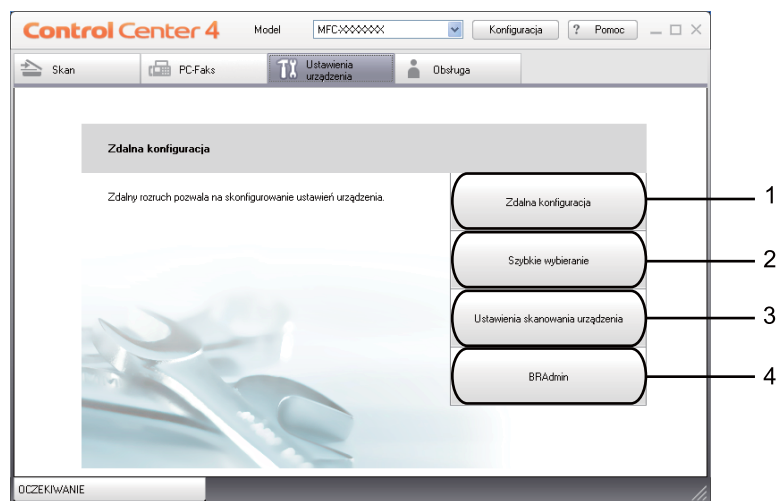 Control Center 4 Model MFC-XXXXXX Konfiguracja ? Pomoc
Skan PC-Faks Ustawienia urządzenia Obsługa
Zdalna konfiguracja
Zdalny rozruch pozwala na skonfigurowanie ustawień urządzenia.
Zdalna konfiguracja 1
Szybkie wybieranie 2
Ustawienia skanowania urządzenia 3
BRAdmin 4
OCZEKIWANIE